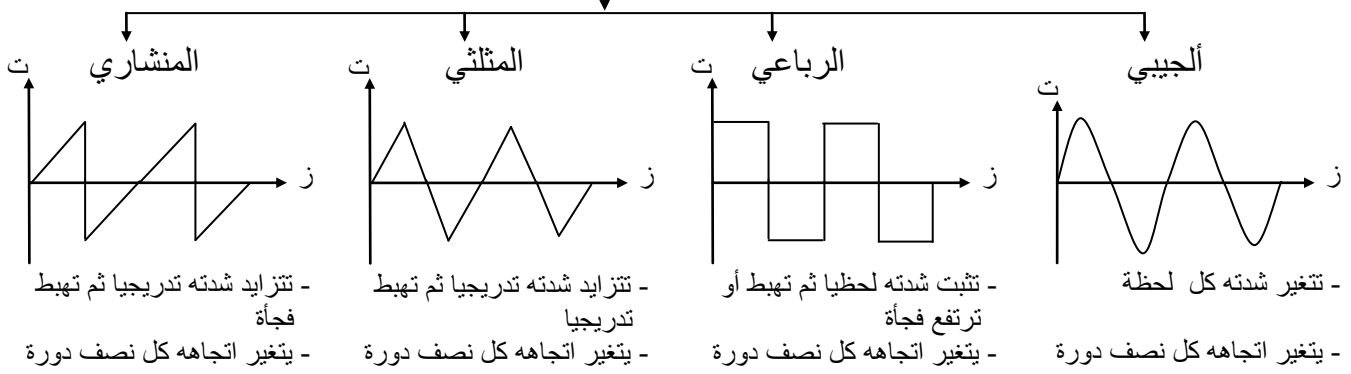 ألجيبي
ت
ز
- تتغير شدته كل لحظة
- يتغير اتجاهه كل نصف دورة
الرباعي
ت
ز
- تثبت شدته لحظيا ثم تهبط أو
ترتفع فجأة
- يتغير اتجاهه كل نصف دورة
المثلثي
ت
ز
- تتزايد شدته تدريجيا ثم تهبط
تدريجيا
- يتغير اتجاهه كل نصف دورة
المنشاري
ت
ز
- تتزايد شدته تدريجيا ثم تهبط
فجأة
- يتغير اتجاهه كل نصف دورة